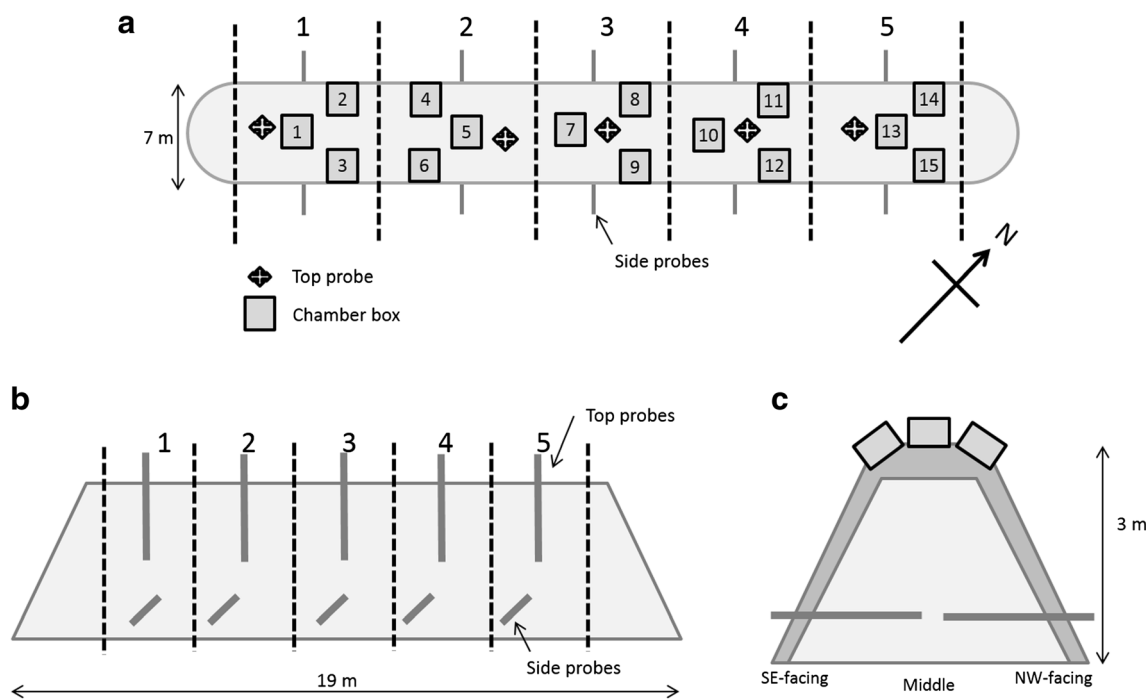 a
1 2 3 4 5
2 4 8 11 14
7 m
1 5 7 10 13
3 6 9 12 15
Side probes
N
Top probe
Chamber box
b
Top probes
1 2 3 4 5
Side probes
19 m
c
3 m
SE-facing Middle NW-facing